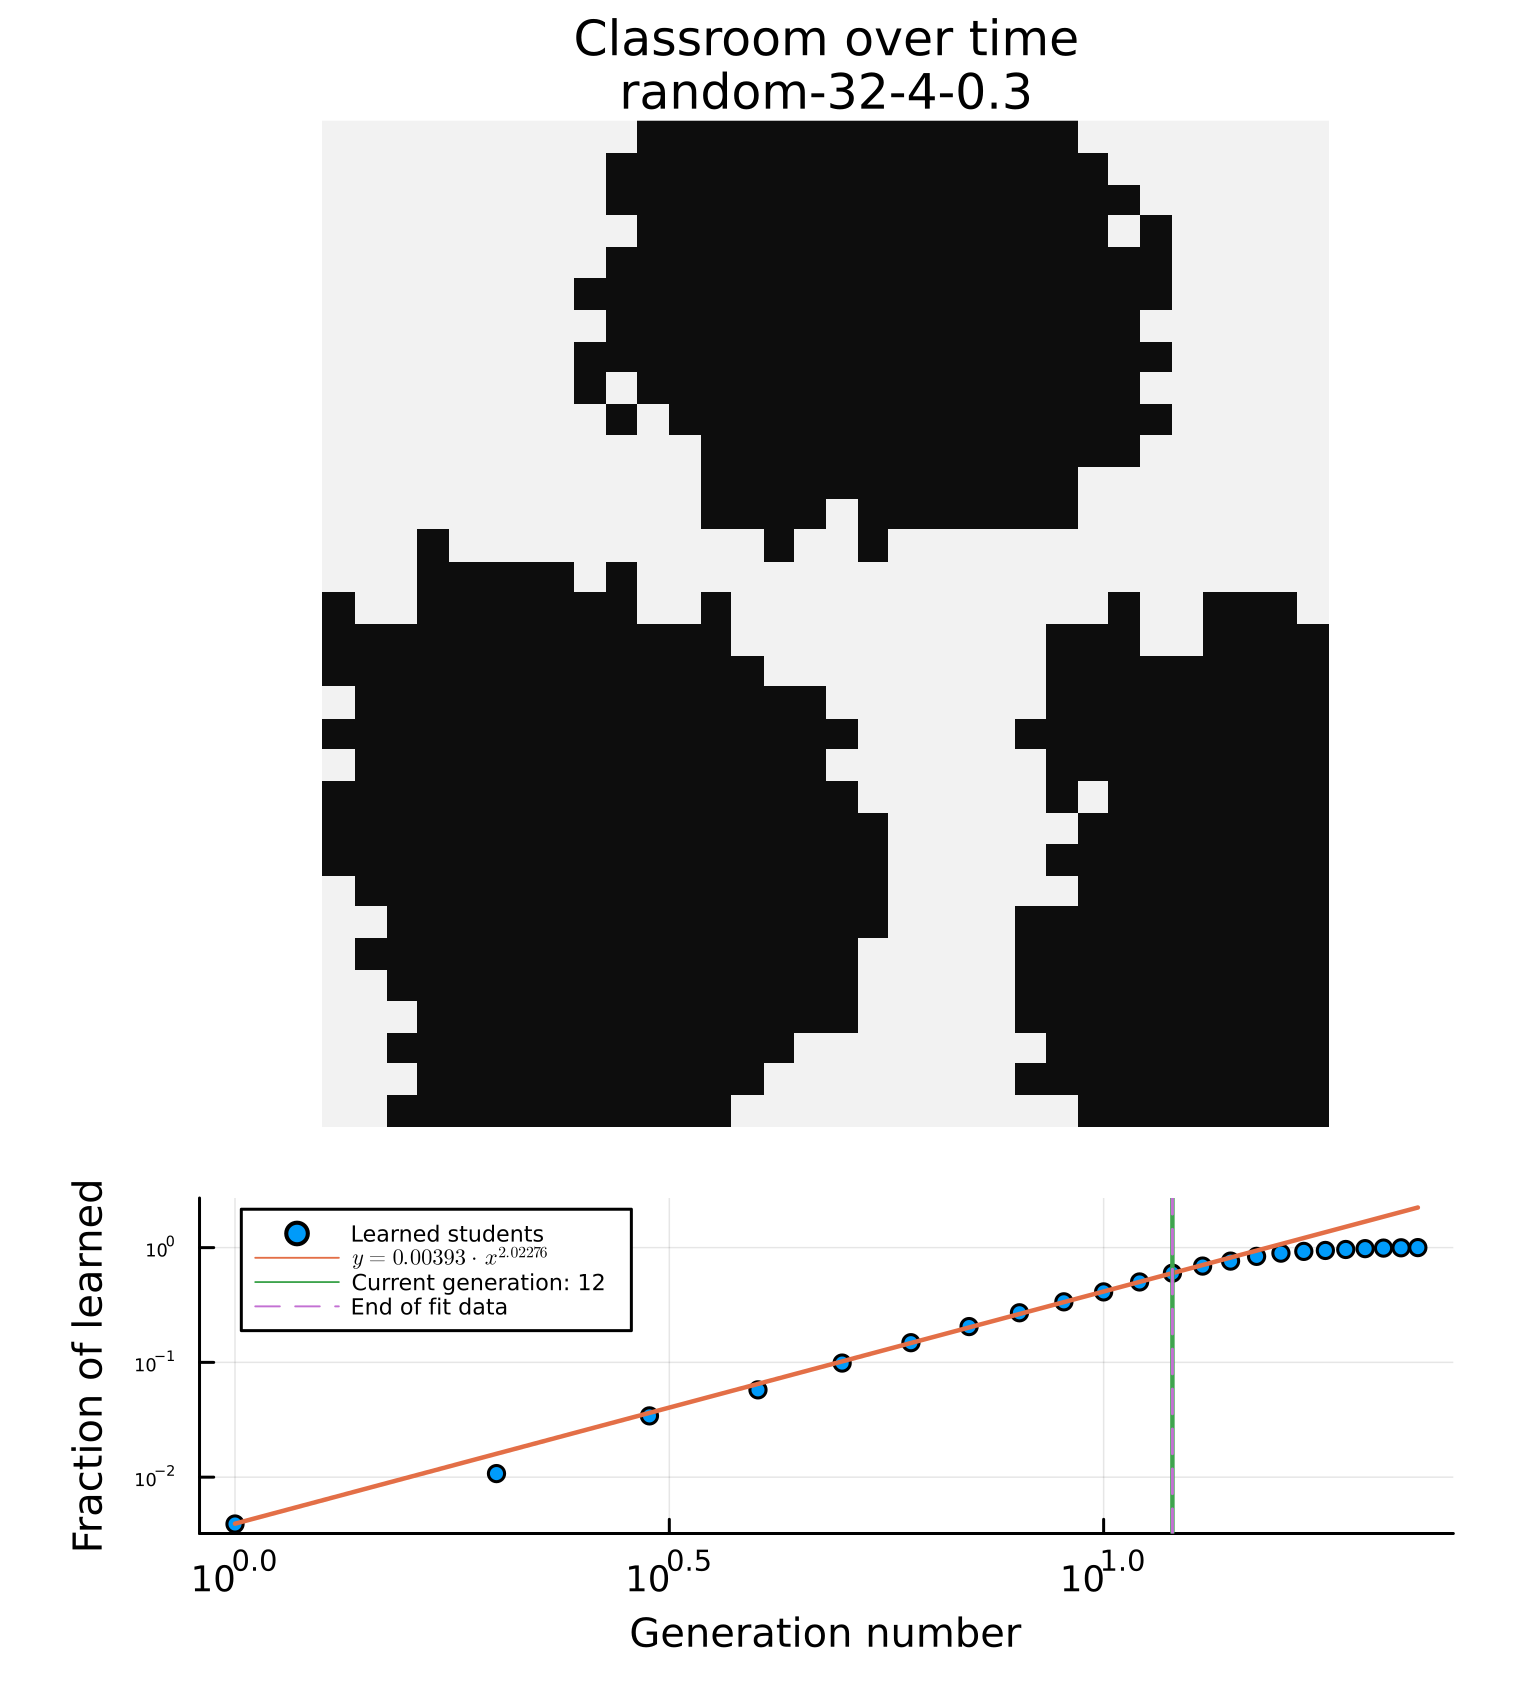 Classroom over time
random-32-4-0.3
Fraction of learned
10⁰
10⁻¹
10⁻²
Learned students
y = 0.00393 · x^2.02276
Current generation: 12
End of fit data
10^0.0
10^0.5
10^1.0
Generation number